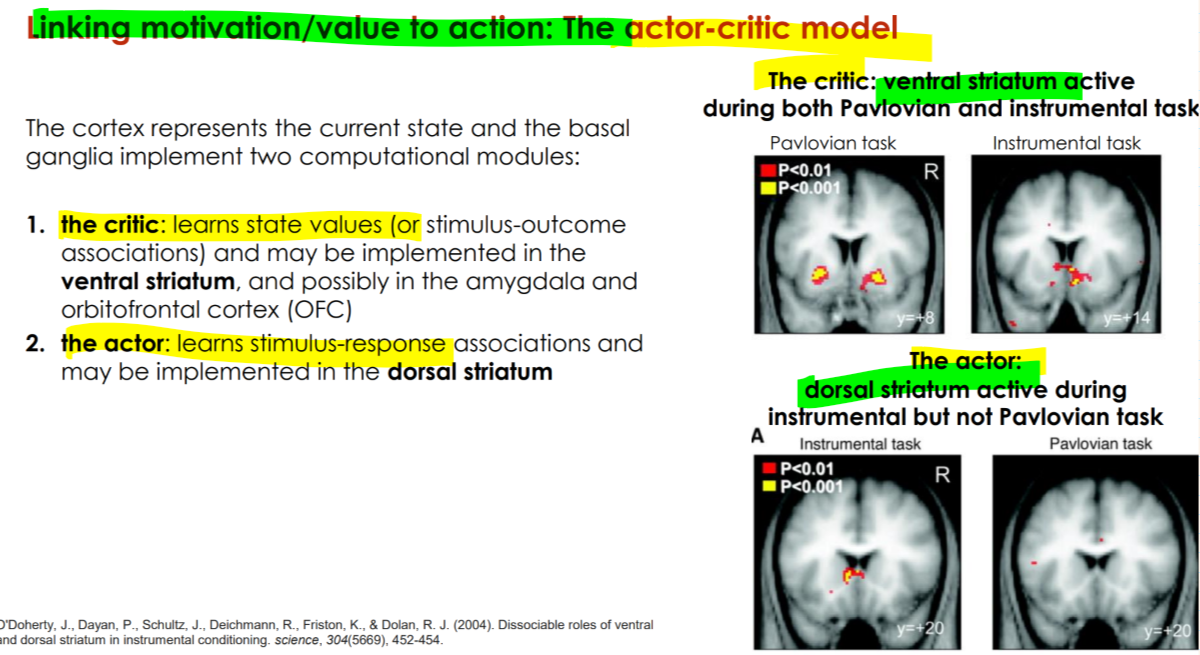 Linking motivation/value to action: The actor-critic model
The cortex represents the current state and the basal
ganglia implement two computational modules:
1. the critic: learns state values (or stimulus-outcome
associations) and may be implemented in the
ventral striatum, and possibly in the amygdala and
orbitofrontal cortex (OFC)
2. the actor: learns stimulus-response associations and
may be implemented in the dorsal striatum
The critic: ventral striatum active
during both Pavlovian and instrumental task
Pavlovian task
Instrumental task
P<0.01
P<0.001
R
y=+8
y=+14
The actor:
dorsal striatum active during
instrumental but not Pavlovian task
A
Instrumental task
Pavlovian task
P<0.01
P<0.001
R
y=+20
y=+20
O'Doherty, J., Dayan, P., Schultz, J., Deichmann, R., Friston, K., & Dolan, R. J. (2004). Dissociable roles of ventral
and dorsal striatum in instrumental conditioning. science, 304(5669), 452-454.